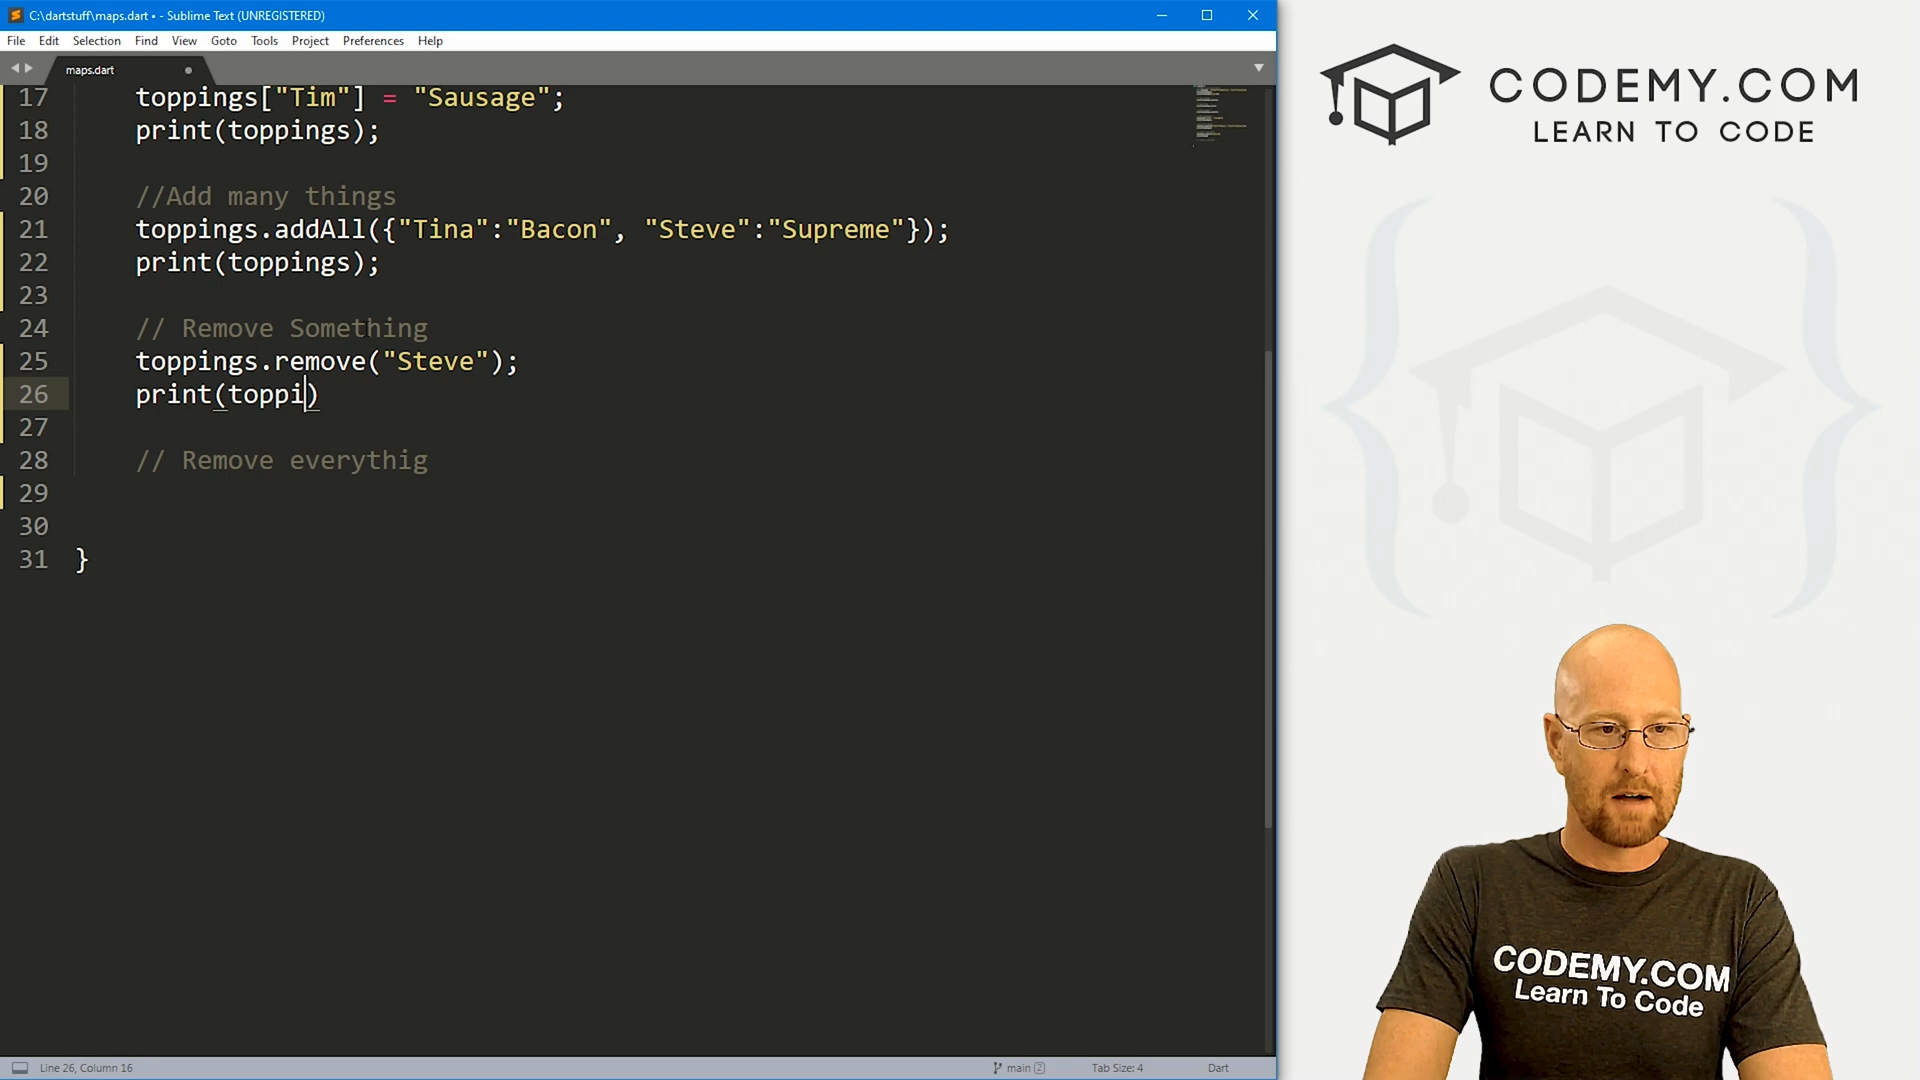 C:\dartstuff\maps.dart • - Sublime Text (UNREGISTERED)
File Edit Selection Find View Goto Tools Project Preferences Help
maps.dart
17 toppings["Tim"] = "Sausage";
18 print(toppings);
19
20 //Add many things
21 toppings.addAll({"Tina":"Bacon", "Steve":"Supreme"});
22 print(toppings);
23
24 // Remove Something
25 toppings.remove("Steve");
26 print(toppi)
27
28 // Remove everythig
29
30
31 }
Line 26, Column 16
main 2
Tab Size: 4
Dart
CODEMY.COM
LEARN TO CODE
CODEMY.COM
Learn To Code